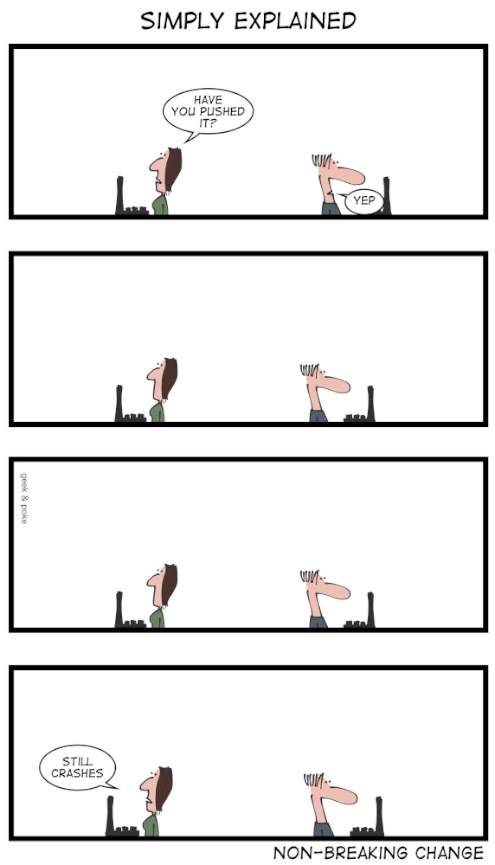 SIMPLY EXPLAINED
HAVE
YOU PUSHED
IT?
YEP
geek & poke
STILL
CRASHES
NON-BREAKING CHANGE